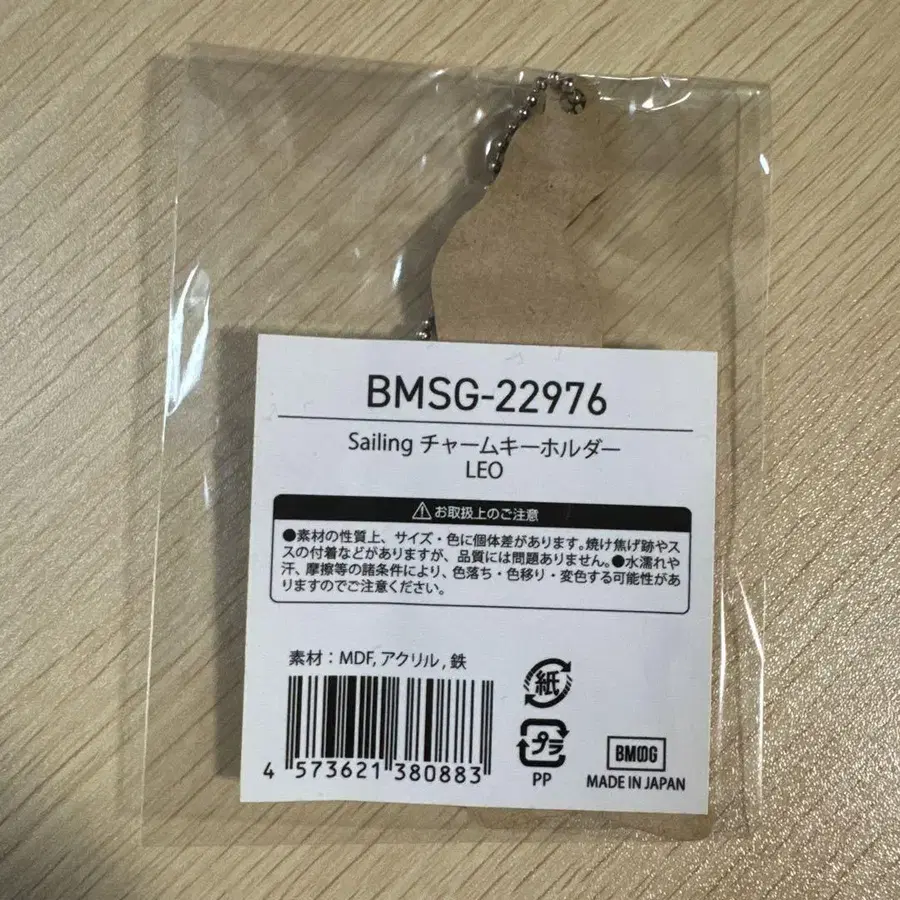 BMSG-22976
Sailing チャームキーホルダー
LEO
⚠お取扱上のご注意
●素材の性質上、サイズ・色に個体差があります。焼け焦げ跡やス
スの付着などがありますが、品質には問題ありません。●水濡れや
汗、摩擦等の諸条件により、色落ち・色移り・変色する可能性があ
りますのでご注意ください。
素材：MDF,アクリル,鉄
4 573621 380883
紙
プラ
PP
BMSG
MADE IN JAPAN